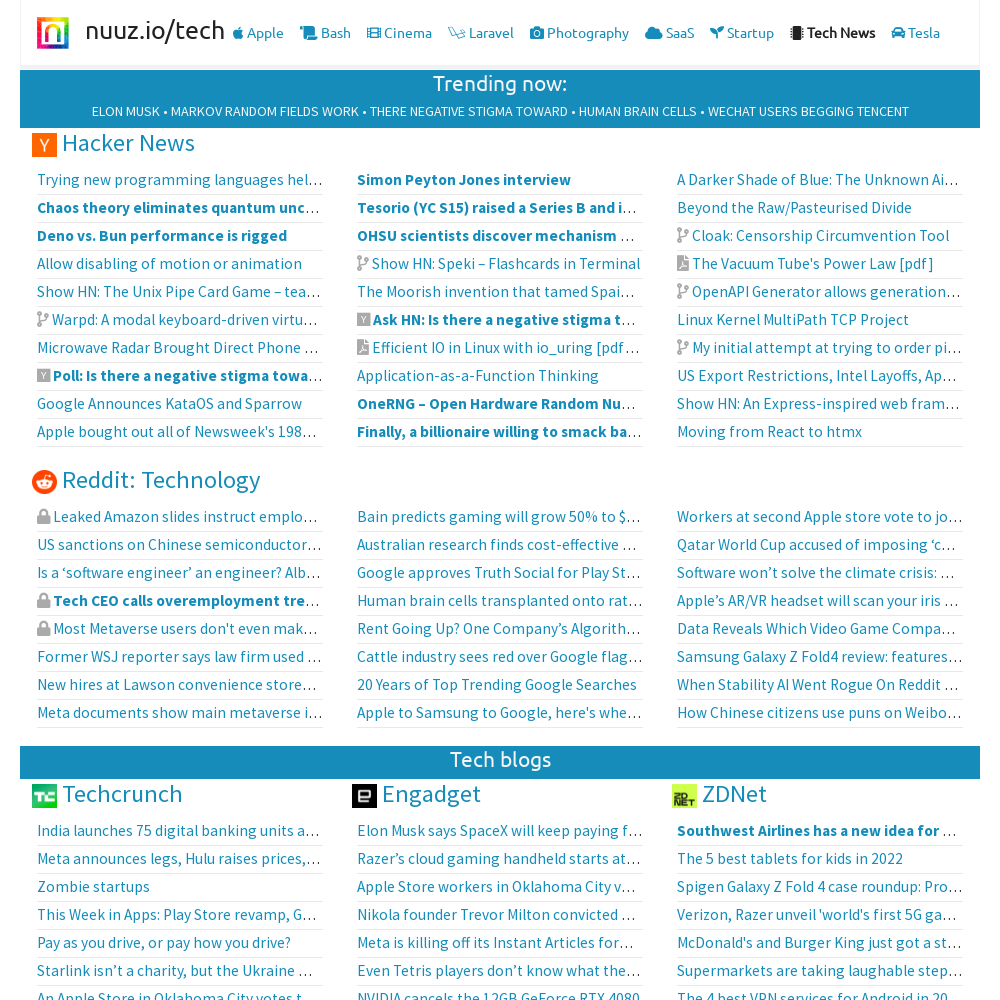 nuuz.io/tech Apple Bash Cinema Laravel Photography SaaS Startup Tech News Tesla
Trending now:
ELON MUSK • MARKOV RANDOM FIELDS WORK • THERE NEGATIVE STIGMA TOWARD • HUMAN BRAIN CELLS • WECHAT USERS BEGGING TENCENT
Y Hacker News
Trying new programming languages hel…
Chaos theory eliminates quantum unc…
Deno vs. Bun performance is rigged
Allow disabling of motion or animation
Show HN: The Unix Pipe Card Game – tea…
Warpd: A modal keyboard-driven virtu…
Microwave Radar Brought Direct Phone …
Y Poll: Is there a negative stigma towa…
Google Announces KataOS and Sparrow
Apple bought out all of Newsweek's 198…
Simon Peyton Jones interview
Tesorio (YC S15) raised a Series B and i…
OHSU scientists discover mechanism …
Show HN: Speki – Flashcards in Terminal
The Moorish invention that tamed Spai…
Y Ask HN: Is there a negative stigma t…
Efficient IO in Linux with io_uring [pdf…
Application-as-a-Function Thinking
OneRNG – Open Hardware Random Nu…
Finally, a billionaire willing to smack ba…
A Darker Shade of Blue: The Unknown Ai…
Beyond the Raw/Pasteurised Divide
Cloak: Censorship Circumvention Tool
The Vacuum Tube's Power Law [pdf]
OpenAPI Generator allows generation…
Linux Kernel MultiPath TCP Project
My initial attempt at trying to order pi…
US Export Restrictions, Intel Layoffs, Ap…
Show HN: An Express-inspired web fram…
Moving from React to htmx
Reddit: Technology
Leaked Amazon slides instruct emplo…
US sanctions on Chinese semiconductor…
Is a ‘software engineer’ an engineer? Alb…
Tech CEO calls overemployment tre…
Most Metaverse users don't even mak…
Former WSJ reporter says law firm used …
New hires at Lawson convenience store…
Meta documents show main metaverse i…
Bain predicts gaming will grow 50% to $…
Australian research finds cost-effective …
Google approves Truth Social for Play St…
Human brain cells transplanted onto rat…
Rent Going Up? One Company’s Algorith…
Cattle industry sees red over Google flag…
20 Years of Top Trending Google Searches
Apple to Samsung to Google, here's whe…
Workers at second Apple store vote to jo…
Qatar World Cup accused of imposing ‘c…
Software won’t solve the climate crisis: …
Apple’s AR/VR headset will scan your iris …
Data Reveals Which Video Game Compa…
Samsung Galaxy Z Fold4 review: features…
When Stability AI Went Rogue On Reddit …
How Chinese citizens use puns on Weibo…
Tech blogs
Techcrunch
India launches 75 digital banking units a…
Meta announces legs, Hulu raises prices,…
Zombie startups
This Week in Apps: Play Store revamp, G…
Pay as you drive, or pay how you drive?
Starlink isn’t a charity, but the Ukraine …
An Apple Store in Oklahoma City votes t…
Engadget
Elon Musk says SpaceX will keep paying f…
Razer’s cloud gaming handheld starts at…
Apple Store workers in Oklahoma City v…
Nikola founder Trevor Milton convicted …
Meta is killing off its Instant Articles for…
Even Tetris players don’t know what the…
NVIDIA cancels the 12GB GeForce RTX 4080
ZDNET ZDNet
Southwest Airlines has a new idea for …
The 5 best tablets for kids in 2022
Spigen Galaxy Z Fold 4 case roundup: Pro…
Verizon, Razer unveil 'world's first 5G ga…
McDonald's and Burger King just got a st…
Supermarkets are taking laughable step…
The 4 best VPN services for Android in 20…